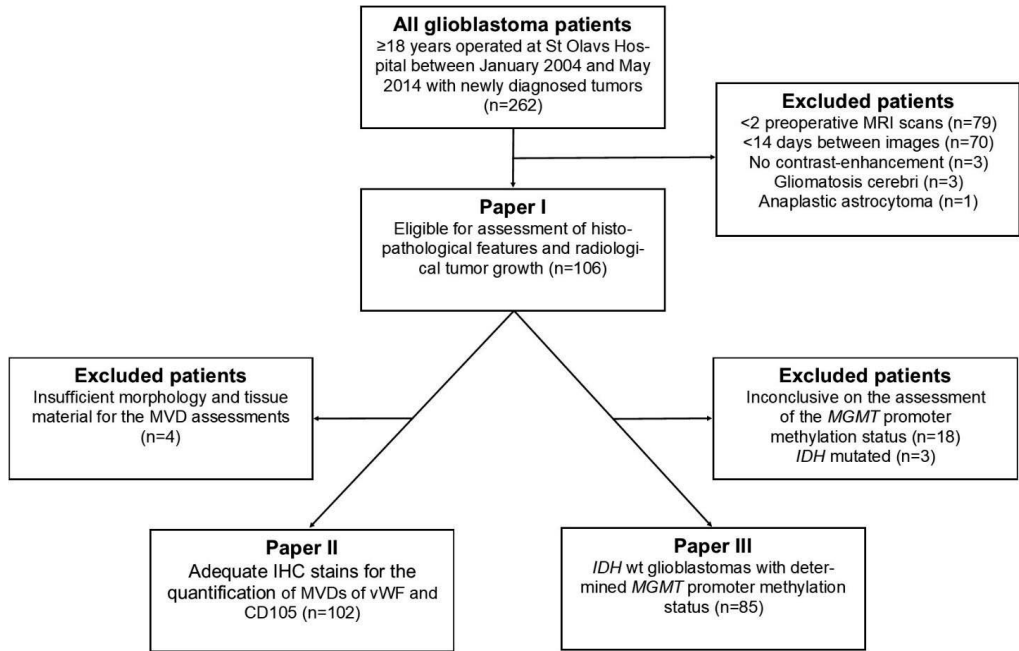 All glioblastoma patients
≥18 years operated at St Olavs Hos-
pital between January 2004 and May
2014 with newly diagnosed tumors
(n=262)
Excluded patients
<2 preoperative MRI scans (n=79)
<14 days between images (n=70)
No contrast-enhancement (n=3)
Gliomatosis cerebri (n=3)
Anaplastic astrocytoma (n=1)
Paper I
Eligible for assessment of histo-
pathological features and radiologi-
cal tumor growth (n=106)
Excluded patients
Insufficient morphology and tissue
material for the MVD assessments
(n=4)
Excluded patients
Inconclusive on the assessment
of the MGMT promoter
methylation status (n=18)
IDH mutated (n=3)
Paper II
Adequate IHC stains for the
quantification of MVDs of vWF and
CD105 (n=102)
Paper III
IDH wt glioblastomas with deter-
mined MGMT promoter methylation
status (n=85)